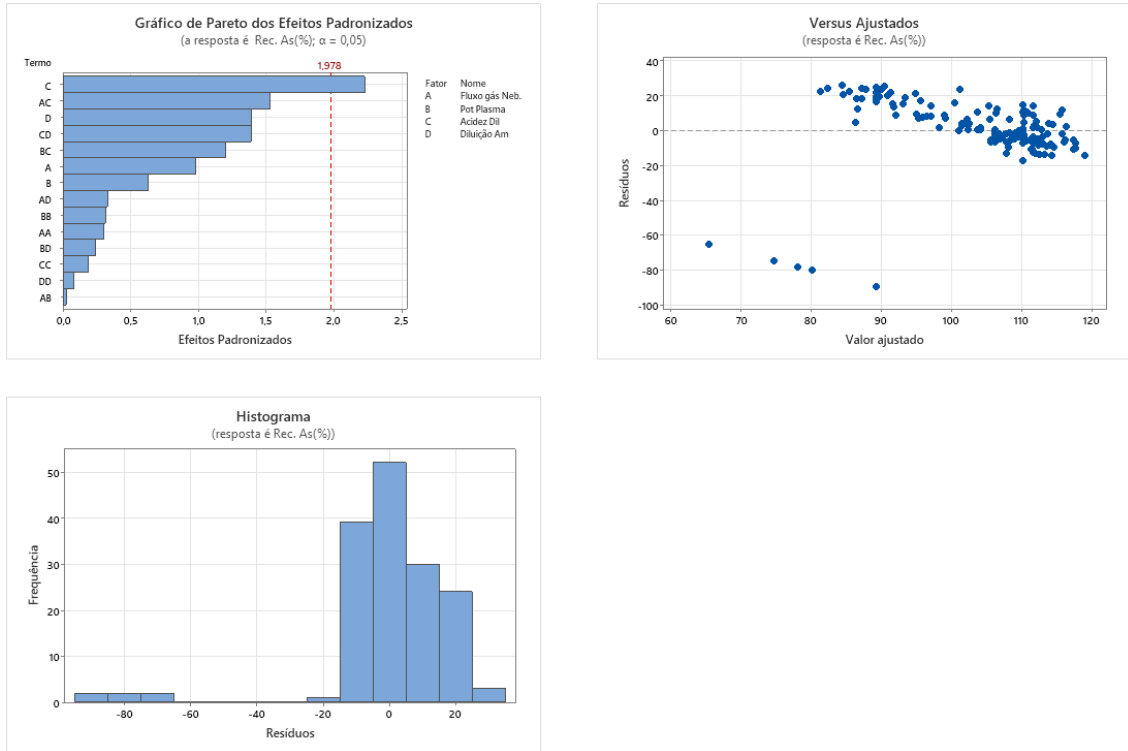 Gráfico de Pareto dos Efeitos Padronizados
(a resposta é Rec. As(%); α = 0,05)
Termo
1,978
C
AC
D
CD
BC
A
B
AD
BB
AA
BD
CC
DD
AB
0,0 0,5 1,0 1,5 2,0 2,5
Efeitos Padronizados
Fator Nome
A Fluxo gás Neb.
B Pot Plasma
C Acidez Dil
D Diluição Am
Versus Ajustados
(resposta é Rec. As(%))
Resíduos
40
20
0
-20
-40
-60
-80
-100
60 70 80 90 100 110 120
Valor ajustado
Histograma
(resposta é Rec. As(%))
Frequência
50
40
30
20
10
0
-80 -60 -40 -20 0 20
Resíduos